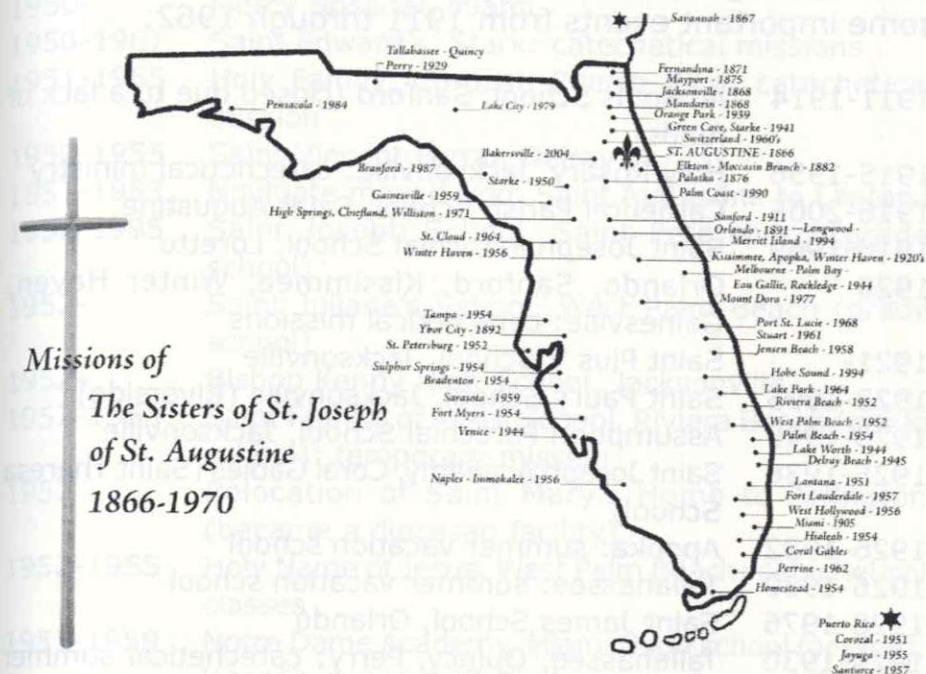 Savannah - 1867
Tallahassee - Quincy
Perry - 1929
Pensacola - 1984
Lake City - 1979
Fernandina - 1871
Mayport - 1875
Jacksonville - 1868
Mandarin - 1868
Orange Park - 1939
Green Cove, Starke - 1941
Switzerland - 1960's
ST. AUGUSTINE - 1866
Elkton - Moccasin Branch - 1882
Palatka - 1876
Palm Coast - 1990
Bakersville - 2004
Branford - 1987
Starke - 1950
Gainesville - 1959
High Springs, Chiefland, Williston - 1971
St. Cloud - 1964
Winter Haven - 1956
Sanford - 1911
Orlando - 1891 ---Longwood -
Merritt Island - 1994
Kissimmee, Apopka, Winter Haven - 1920's
Melbourne - Palm Bay -
Eau Gallie, Rockledge - 1944
Mount Dora - 1977
Tampa - 1954
Ybor City - 1892
St. Petersburg - 1952
Sulphur Springs - 1954
Bradenton - 1954
Sarasota - 1959
Fort Myers - 1954
Venice - 1944
Naples - Immokalee - 1956
Port St. Lucie - 1968
Stuart - 1961
Jensen Beach - 1958
Hobe Sound - 1994
Lake Park - 1964
Riviera Beach - 1952
West Palm Beach - 1952
Palm Beach - 1954
Lake Worth - 1944
Delray Beach - 1945
Lantana - 1951
Fort Lauderdale - 1957
West Hollywood - 1956
Miami - 1905
Hialeah - 1954
Coral Gables
Perrine - 1962
Homestead - 1954
Puerto Rico
Corozal - 1951
Jayuga - 1955
Santurce - 1957
Missions of
The Sisters of St. Joseph
of St. Augustine
1866-1970